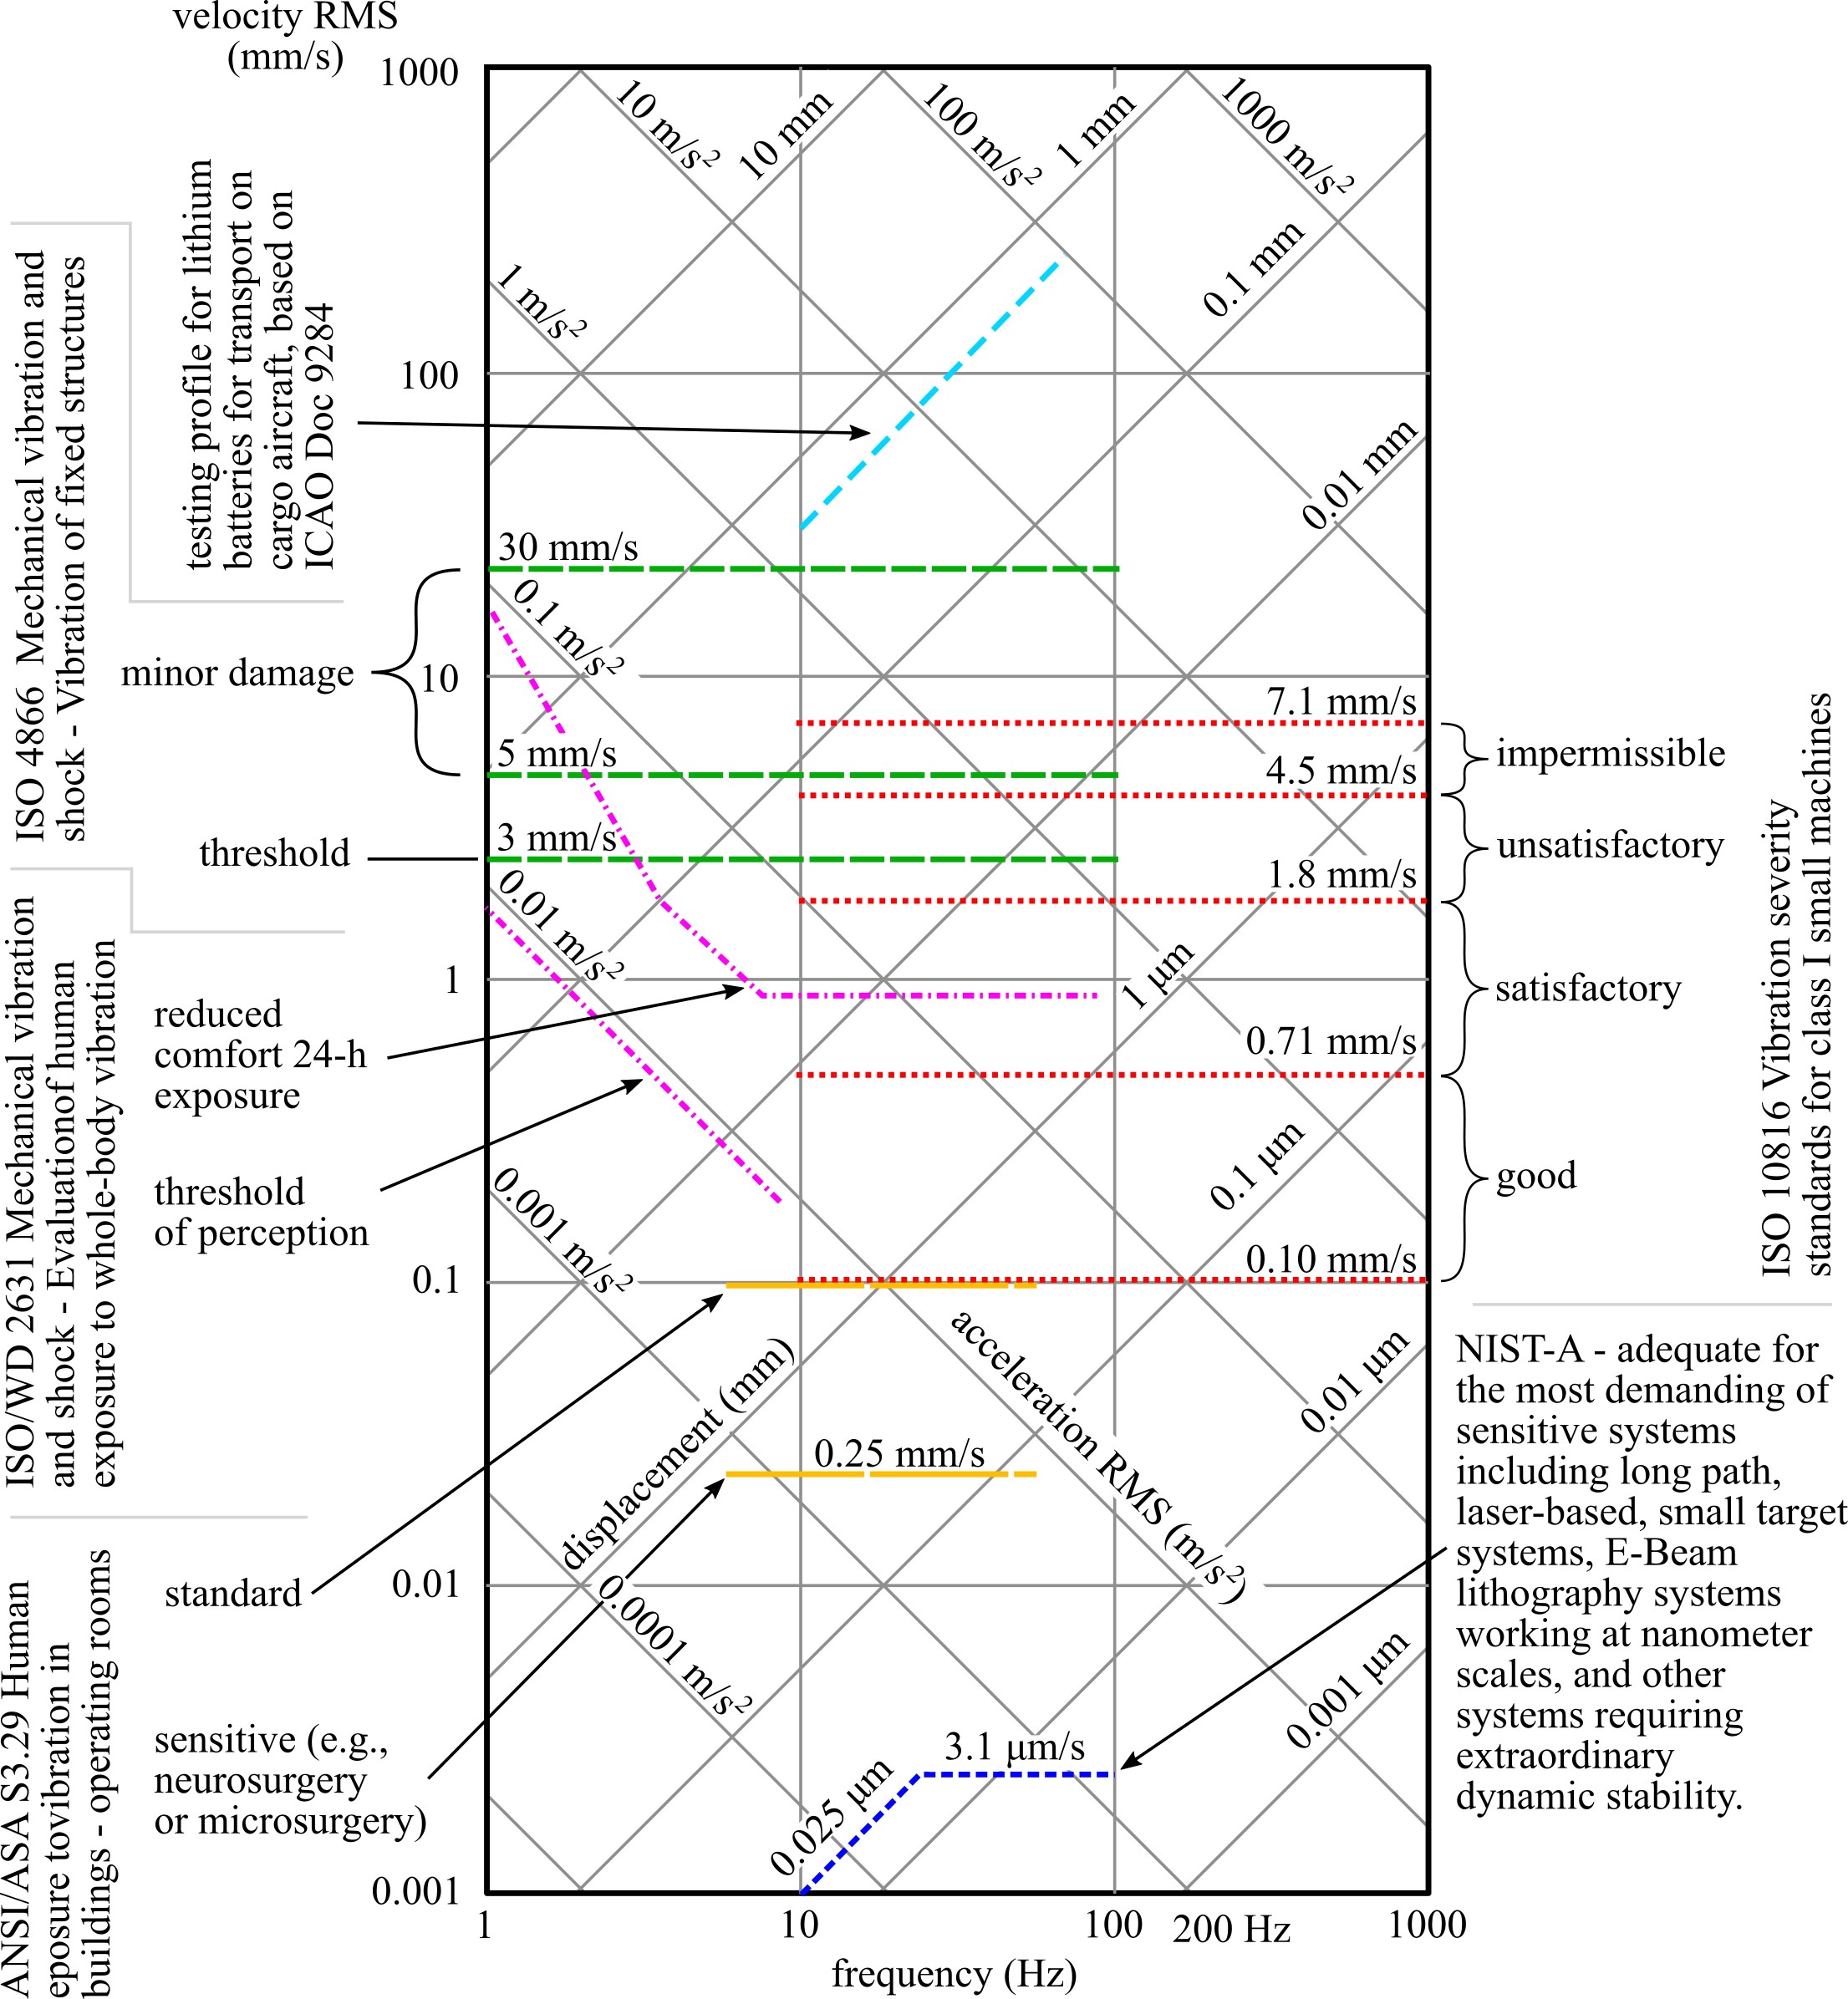 velocity RMS
(mm/s)
1000
100
10
1
0.1
0.01
0.001
1
10
100
200 Hz
1000
frequency (Hz)
ISO 4866 Mechanical vibration and
shock - Vibration of fixed structures
testing profile for lithium
batteries for transport on
cargo aircraft, based on
ICAO Doc 9284
minor damage
threshold
ISO/WD 2631 Mechanical vibration
and shock - Evaluationof human
exposure to whole-body vibration
reduced
comfort 24-h
exposure
threshold
of perception
ANSI/ASA S3.29 Human
eposure tovibration in
buildings - operating rooms
standard
sensitive (e.g.,
neurosurgery
or microsurgery)
10 m/s²
10 mm
100 m/s²
1 mm
1000 m/s²
1 m/s²
0.1 mm
0.01 mm
30 mm/s
0.1 m/s²
5 mm/s
3 mm/s
0.01 m/s²
7.1 mm/s
4.5 mm/s
1.8 mm/s
1 µm
0.71 mm/s
0.1 µm
0.001 m/s²
0.10 mm/s
displacement (mm)
acceleration RMS (m/s²)
0.01 µm
0.25 mm/s
0.0001 m/s²
0.001 µm
3.1 µm/s
0.025 µm
impermissible
unsatisfactory
satisfactory
good
ISO 10816 Vibration severity
standards for class I small machines
NIST-A - adequate for
the most demanding of
sensitive systems
including long path,
laser-based, small target
systems, E-Beam
lithography systems
working at nanometer
scales, and other
systems requiring
extraordinary
dynamic stability.